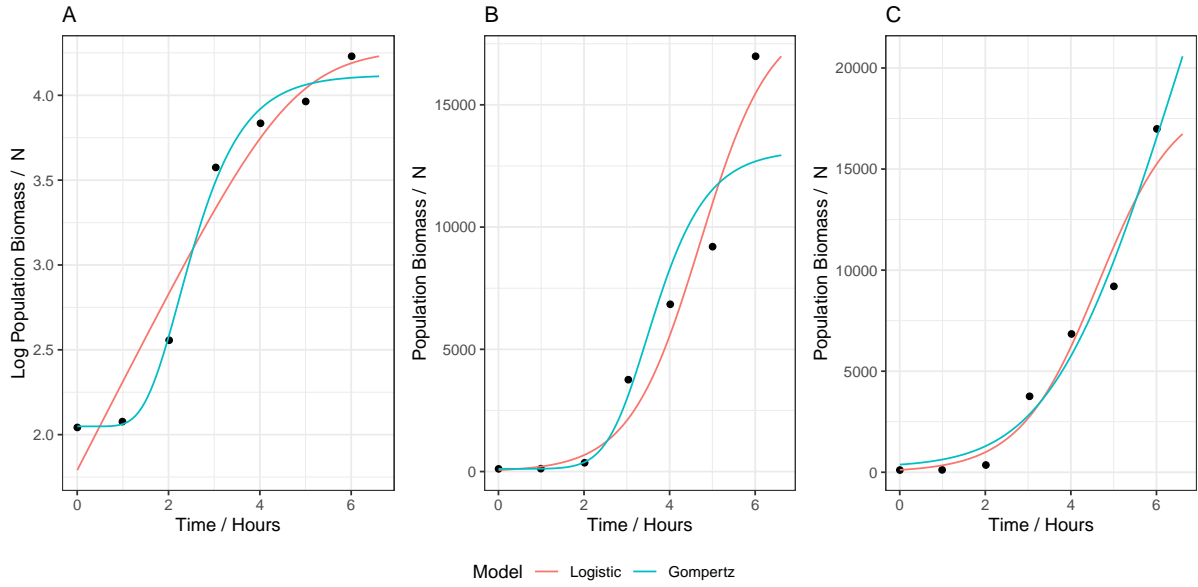 A
Log Population Biomass / N
4.0
3.5
3.0
2.5
2.0
0
2
4
6
Time / Hours
B
Population Biomass / N
15000
10000
5000
0
0
2
4
6
Time / Hours
C
Population Biomass / N
20000
15000
10000
5000
0
0
2
4
6
Time / Hours
Model Logistic Gompertz